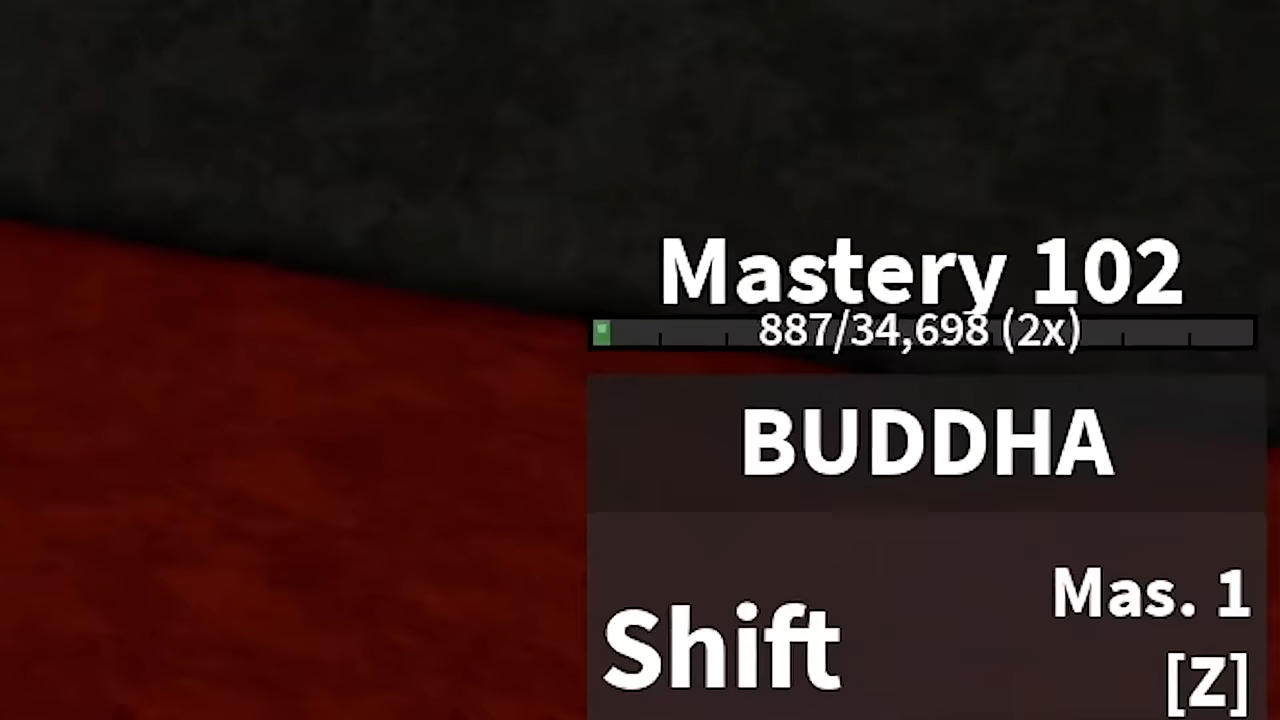 Mastery 102
887/34,698 (2x)
BUDDHA
Mas. 1
Shift
[Z]